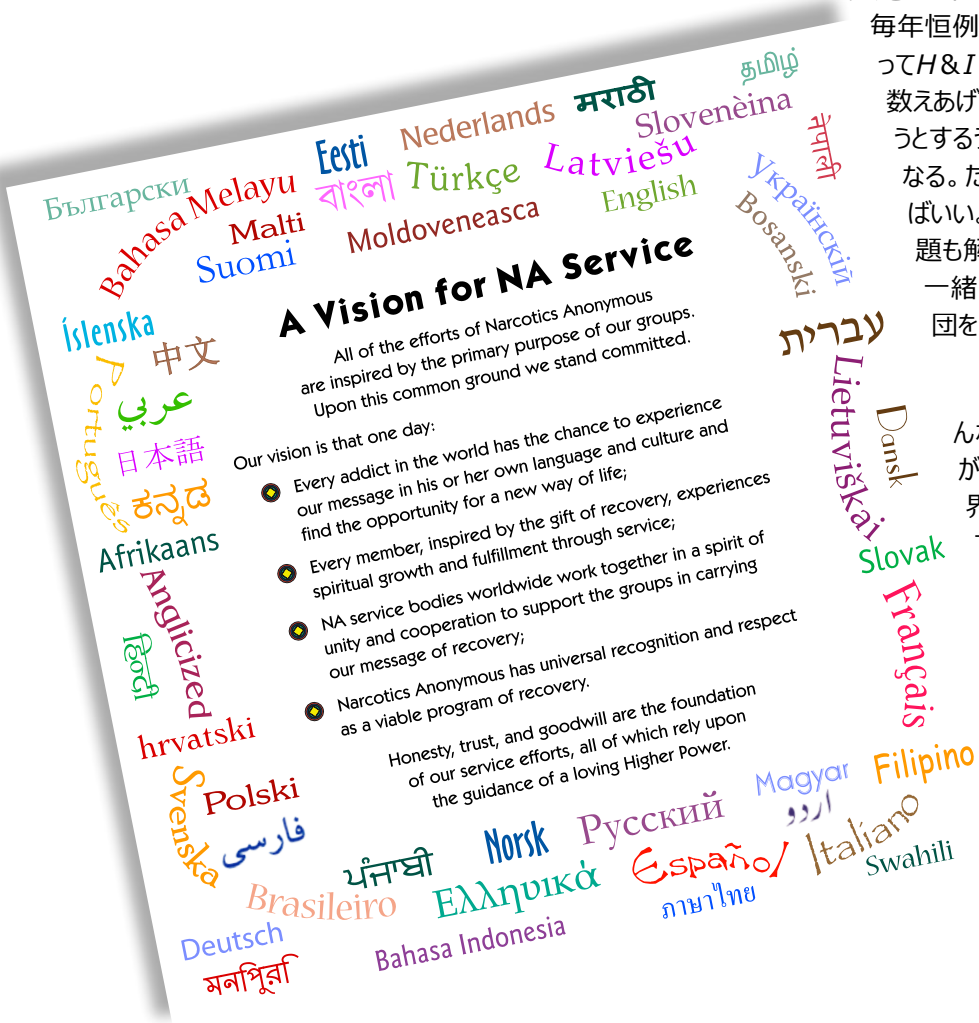 Български
Bahasa Melayu
Malti
Suomi
Eesti
বাংলা
Nederlands
Türkçe
Moldoveneasca
मराठी
Latviešu
Slovenèina
English
தமிழ்
नेपाली
Українскій
Bosanski
A Vision for NA Service
All of the efforts of Narcotics Anonymous
are inspired by the primary purpose of our groups.
Upon this common ground we stand committed.
Our vision is that one day:
Every addict in the world has the chance to experience
our message in his or her own language and culture and
find the opportunity for a new way of life;
Every member, inspired by the gift of recovery, experiences
spiritual growth and fulfillment through service;
NA service bodies worldwide work together in a spirit of
unity and cooperation to support the groups in carrying
our message of recovery;
Narcotics Anonymous has universal recognition and respect
as a viable program of recovery.
Honesty, trust, and goodwill are the foundation
of our service efforts, all of which rely upon
the guidance of a loving Higher Power.
Íslenska
中文
Português
عربي
日本語
ಕನ್ನಡ
Afrikaans
Anglicized
हिन्दी
hrvatski
Svenska
Polski
فارسی
עברית
Lietuviškai
Dansk
Slovak
Français
Filipino
Magyar
اردو
Italiano
Swahili
Русский
Español
ภาษาไทย
Norsk
Ελληνικά
ਪੰਜਾਬੀ
Brasileiro
Bahasa Indonesia
Deutsch
মনিপুরি
毎年恒例
ってH&I
数えあげ
うとする
なる。た
ばいい。
題も解
一緒
団を
ん
が
界